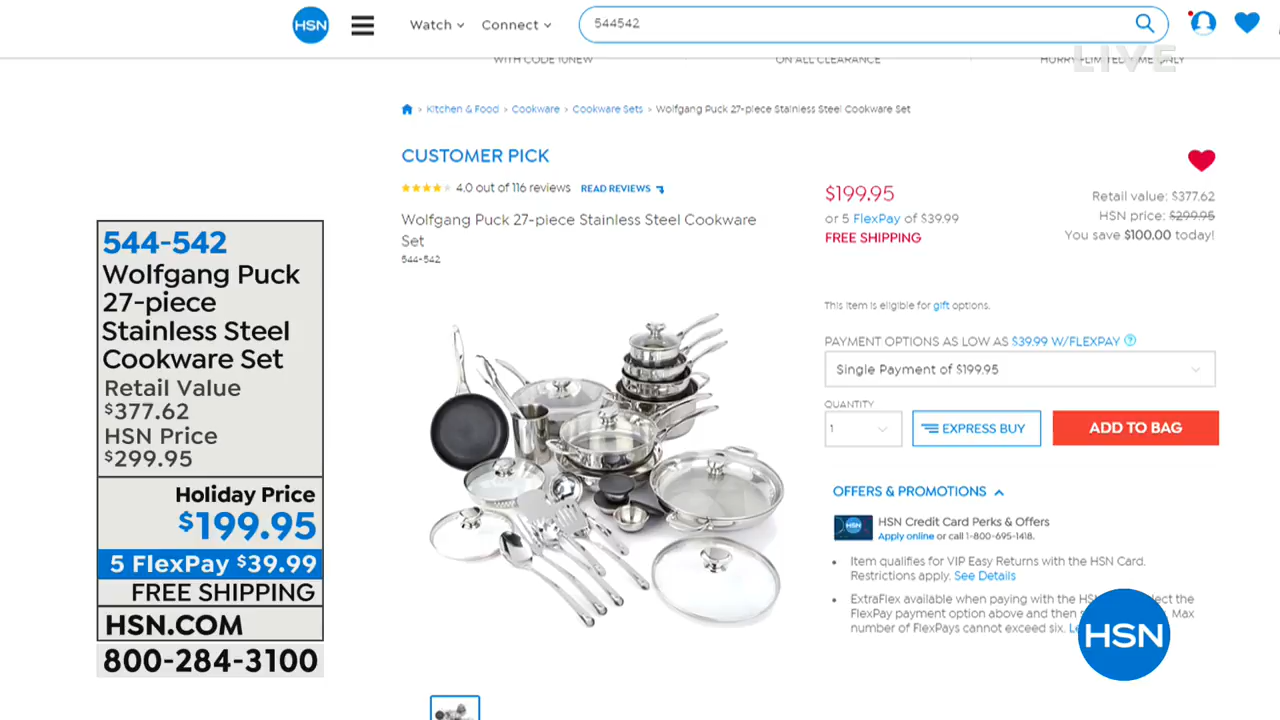 HSN
Watch
Connect
544542
LIVE
WITH CODE 10NEW
ON ALL CLEARANCE
> Kitchen & Food > Cookware > Cookware Sets > Wolfgang Puck 27-piece Stainless Steel Cookware Set
CUSTOMER PICK
4.0 out of 116 reviews READ REVIEWS
Wolfgang Puck 27-piece Stainless Steel Cookware
Set
544-542
$199.95
or 5 FlexPay of $39.99
FREE SHIPPING
Retail value: $377.62
HSN price: $299.95
You save $100.00 today!
This item is eligible for gift options.
PAYMENT OPTIONS AS LOW AS $39.99 W/FLEXPAY ?
Single Payment of $199.95
QUANTITY
1
EXPRESS BUY
ADD TO BAG
OFFERS & PROMOTIONS
HSN
HSN Credit Card Perks & Offers
Apply online or call 1-800-695-1418.
• Item qualifies for VIP Easy Returns with the HSN Card.
Restrictions apply. See Details
• ExtraFlex available when paying with the the
FlexPay payment option above and then Max
number of FlexPays cannot exceed six.
HSN
544-542
Wolfgang Puck
27-piece
Stainless Steel
Cookware Set
Retail Value
$377.62
HSN Price
$299.95
Holiday Price
$199.95
5 FlexPay $39.99
FREE SHIPPING
HSN.COM
800-284-3100